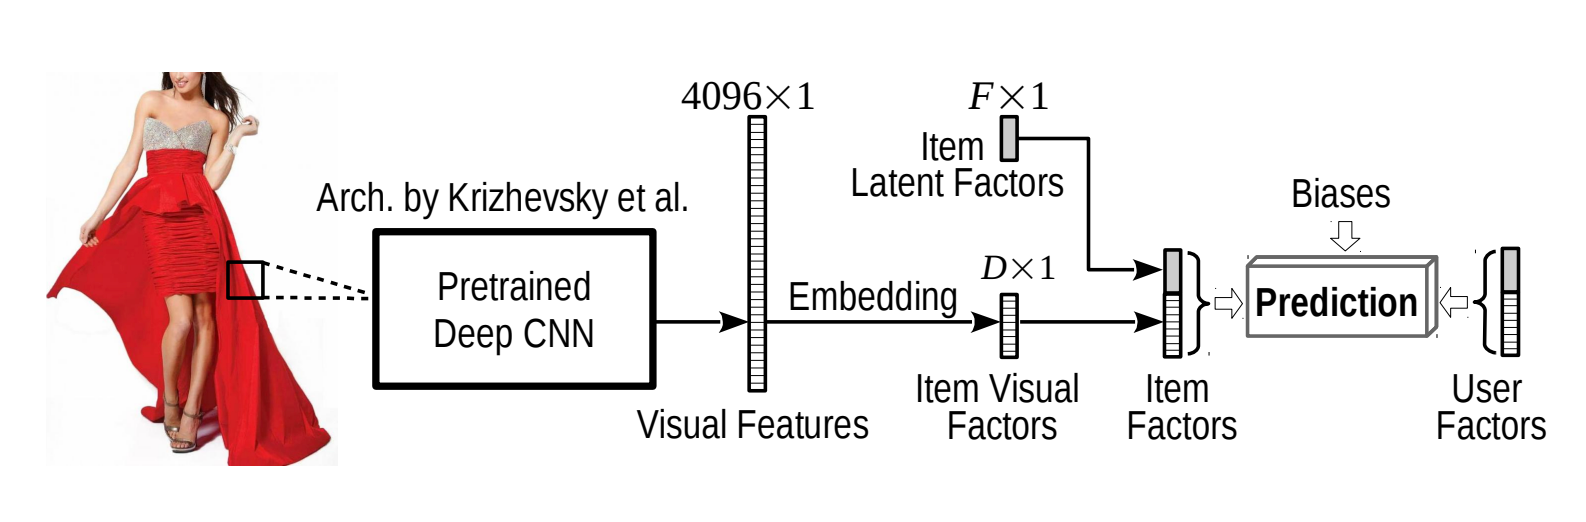 4096×1
F×1
Item
Latent Factors
Arch. by Krizhevsky et al.
Biases
Pretrained
Deep CNN
D×1
Embedding
Prediction
Visual Features
Item Visual
Factors
Item
Factors
User
Factors